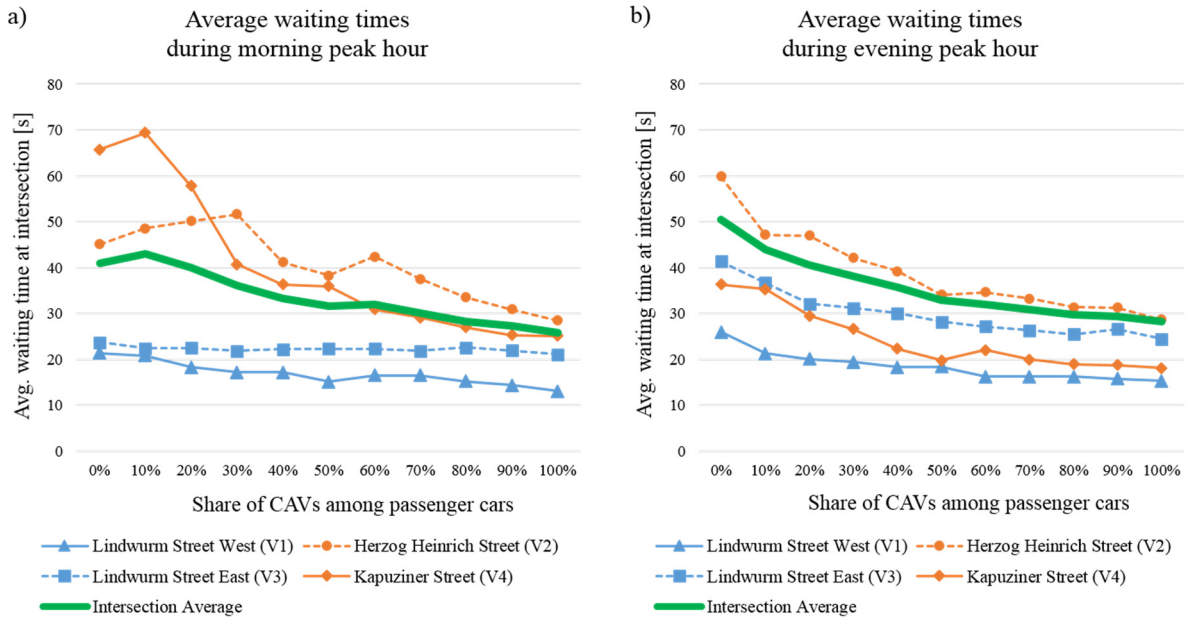 a)
Average waiting times
during morning peak hour
Avg. waiting time at intersection [s]
80
70
60
50
40
30
20
10
0
0% 10% 20% 30% 40% 50% 60% 70% 80% 90% 100%
Share of CAVs among passenger cars
Lindwurm Street West (V1) Herzog Heinrich Street (V2)
Lindwurm Street East (V3) Kapuziner Street (V4)
Intersection Average
b)
Average waiting times
during evening peak hour
Avg. waiting time at intersection [s]
80
70
60
50
40
30
20
10
0
0% 10% 20% 30% 40% 50% 60% 70% 80% 90% 100%
Share of CAVs among passenger cars
Lindwurm Street West (V1) Herzog Heinrich Street (V2)
Lindwurm Street East (V3) Kapuziner Street (V4)
Intersection Average